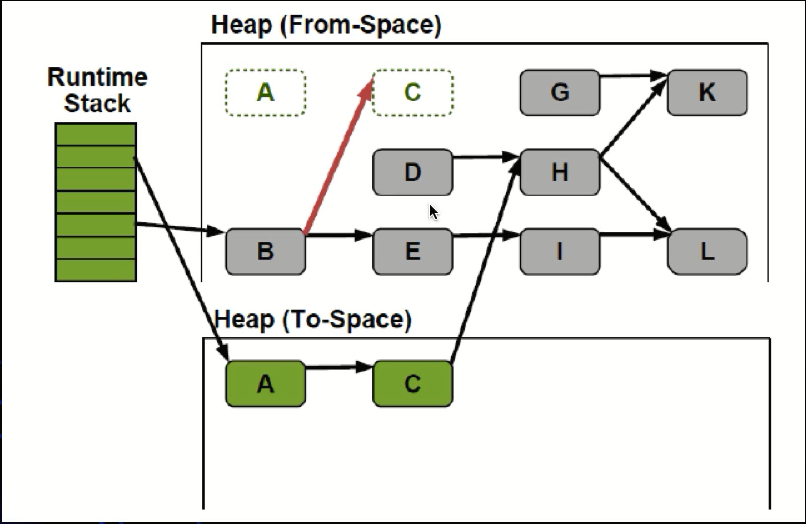 Heap (From-Space)
Runtime
Stack
A
C
G
K
D
H
B
E
I
L
Heap (To-Space)
A
C